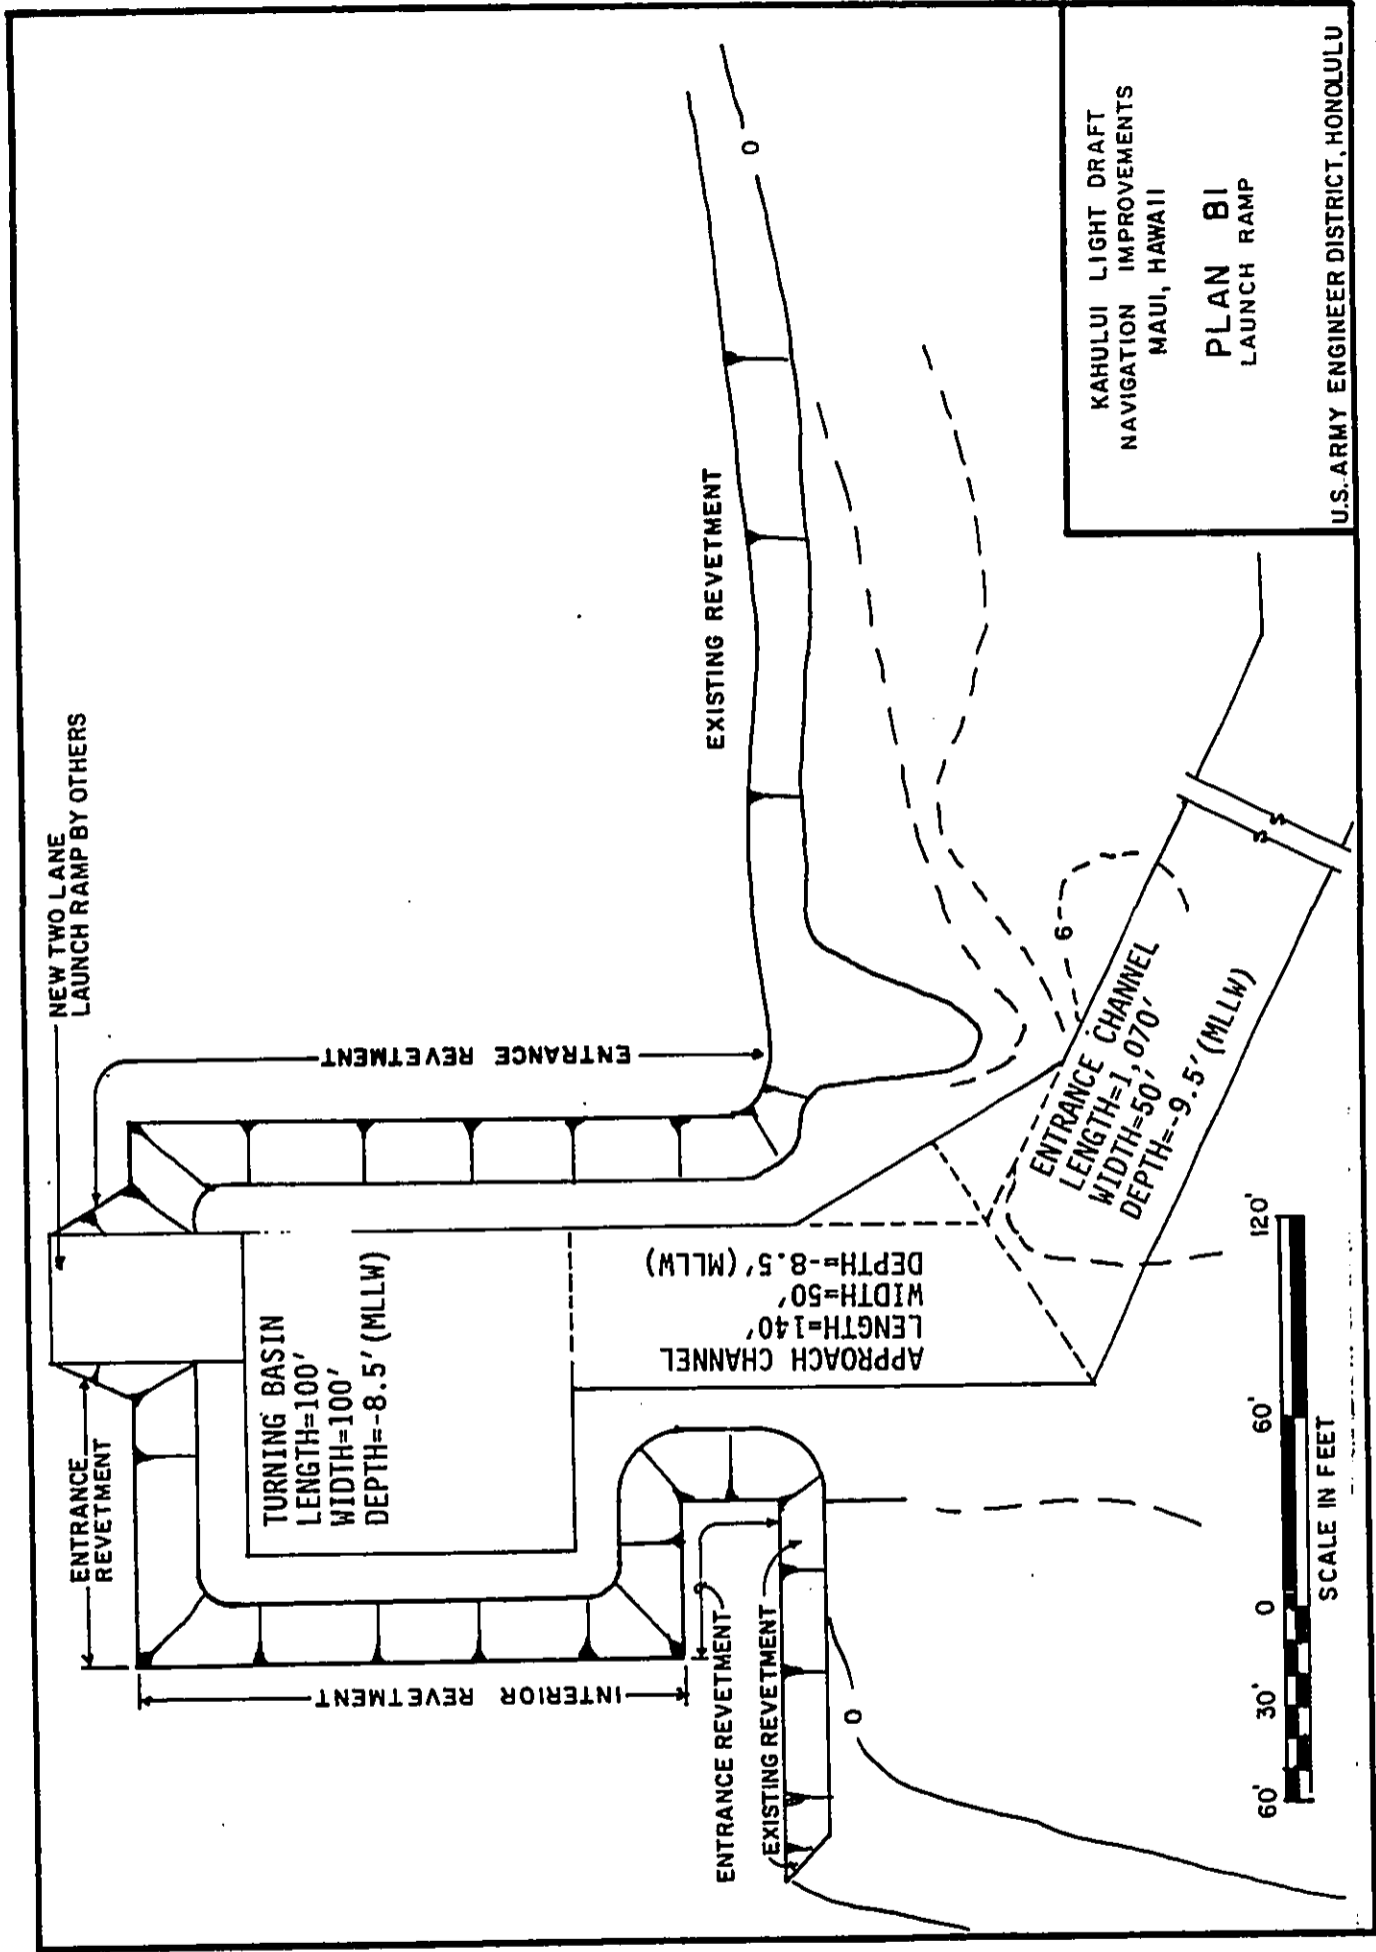 NEW TWO LANE
LAUNCH RAMP BY OTHERS
ENTRANCE
REVETMENT
ENTRANCE REVETMENT
TURNING BASIN
LENGTH=100'
WIDTH=100'
DEPTH=-8.5'(MLLW)
INTERIOR REVETMENT
APPROACH CHANNEL
LENGTH=140'
WIDTH=50'
DEPTH=-8.5'(MLLW)
ENTRANCE REVETMENT
EXISTING REVETMENT
EXISTING REVETMENT
0
0
6
ENTRANCE CHANNEL
LENGTH=1,070'
WIDTH=50'
DEPTH=-9.5'(MLLW)
60' 30' 0 60' 120'
SCALE IN FEET
KAHULUI LIGHT DRAFT
NAVIGATION IMPROVEMENTS
MAUI, HAWAII
PLAN B1
LAUNCH RAMP
U.S. ARMY ENGINEER DISTRICT, HONOLULU